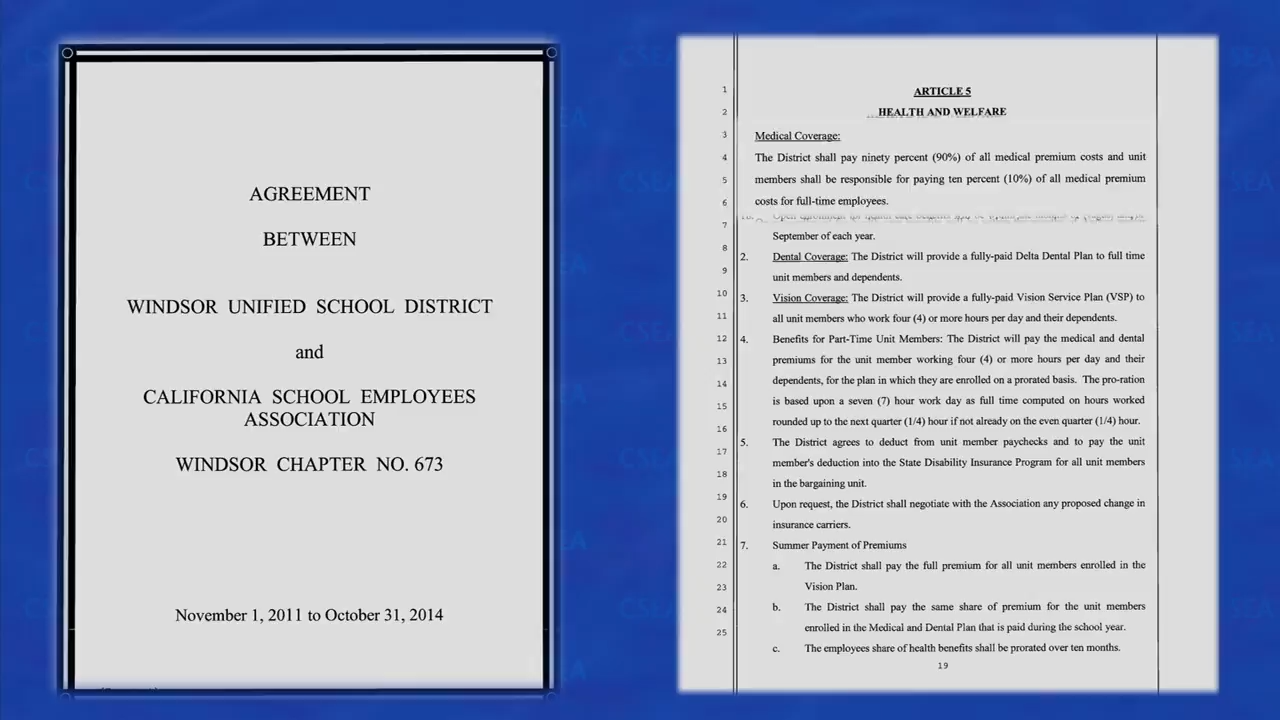 AGREEMENT
BETWEEN
WINDSOR UNIFIED SCHOOL DISTRICT
and
CALIFORNIA SCHOOL EMPLOYEES
ASSOCIATION
WINDSOR CHAPTER NO. 673
November 1, 2011 to October 31, 2014
1 ARTICLE 5
2 HEALTH AND WELFARE
3 Medical Coverage:
4 The District shall pay ninety percent (90%) of all medical premium costs and unit
5 members shall be responsible for paying ten percent (10%) of all medical premium
6 costs for full-time employees.
7
September of each year.
8 2. Dental Coverage: The District will provide a fully-paid Delta Dental Plan to full time
9 unit members and dependents.
10 3. Vision Coverage: The District will provide a fully-paid Vision Service Plan (VSP) to
11 all unit members who work four (4) or more hours per day and their dependents.
12 4. Benefits for Part-Time Unit Members: The District will pay the medical and dental
13 premiums for the unit member working four (4) or more hours per day and their
14 dependents, for the plan in which they are enrolled on a prorated basis. The pro-ration
15 is based upon a seven (7) hour work day as full time computed on hours worked
16 rounded up to the next quarter (1/4) hour if not already on the even quarter (1/4) hour.
5. The District agrees to deduct from unit member paychecks and to pay the unit
17 member's deduction into the State Disability Insurance Program for all unit members
18 in the bargaining unit.
19 6. Upon request, the District shall negotiate with the Association any proposed change in
20 insurance carriers.
21 7. Summer Payment of Premiums
22 a. The District shall pay the full premium for all unit members enrolled in the
23 Vision Plan.
24 b. The District shall pay the same share of premium for the unit members
25 enrolled in the Medical and Dental Plan that is paid during the school year.
c. The employees share of health benefits shall be prorated over ten months.
19